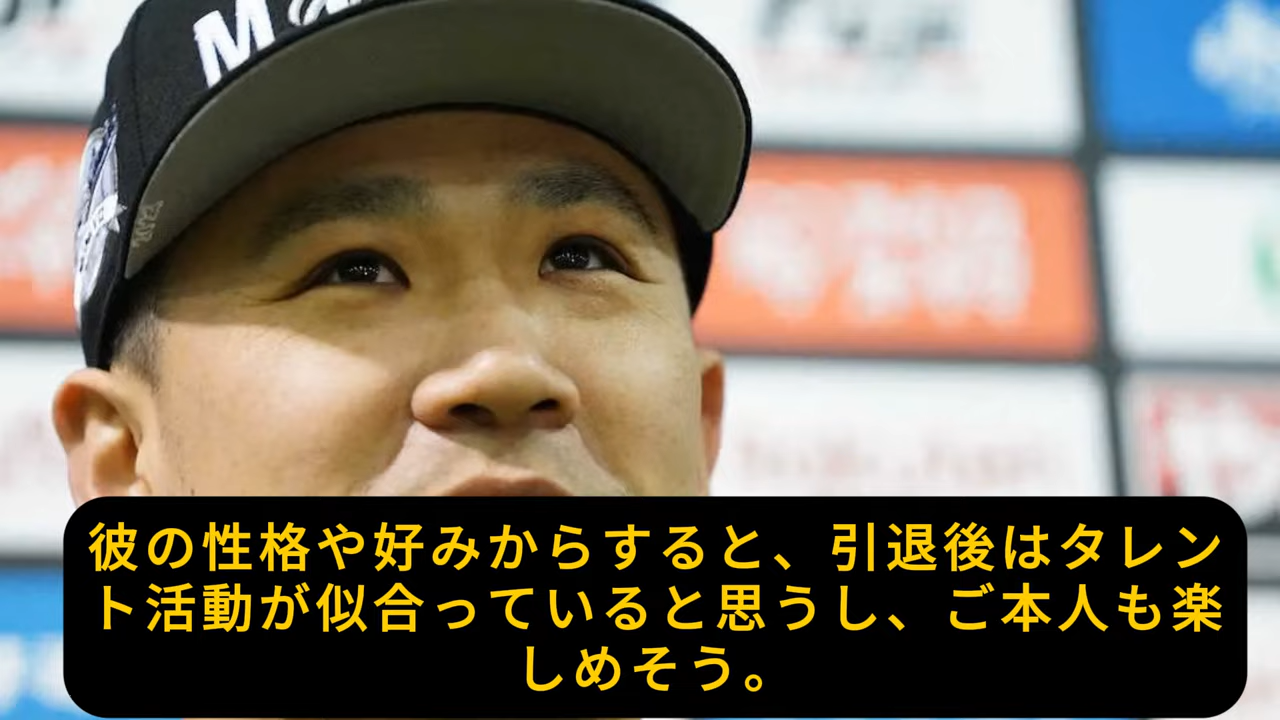 M
彼の性格や好みからすると、引退後はタレン
ト活動が似合っていると思うし、ご本人も楽
しめそう。